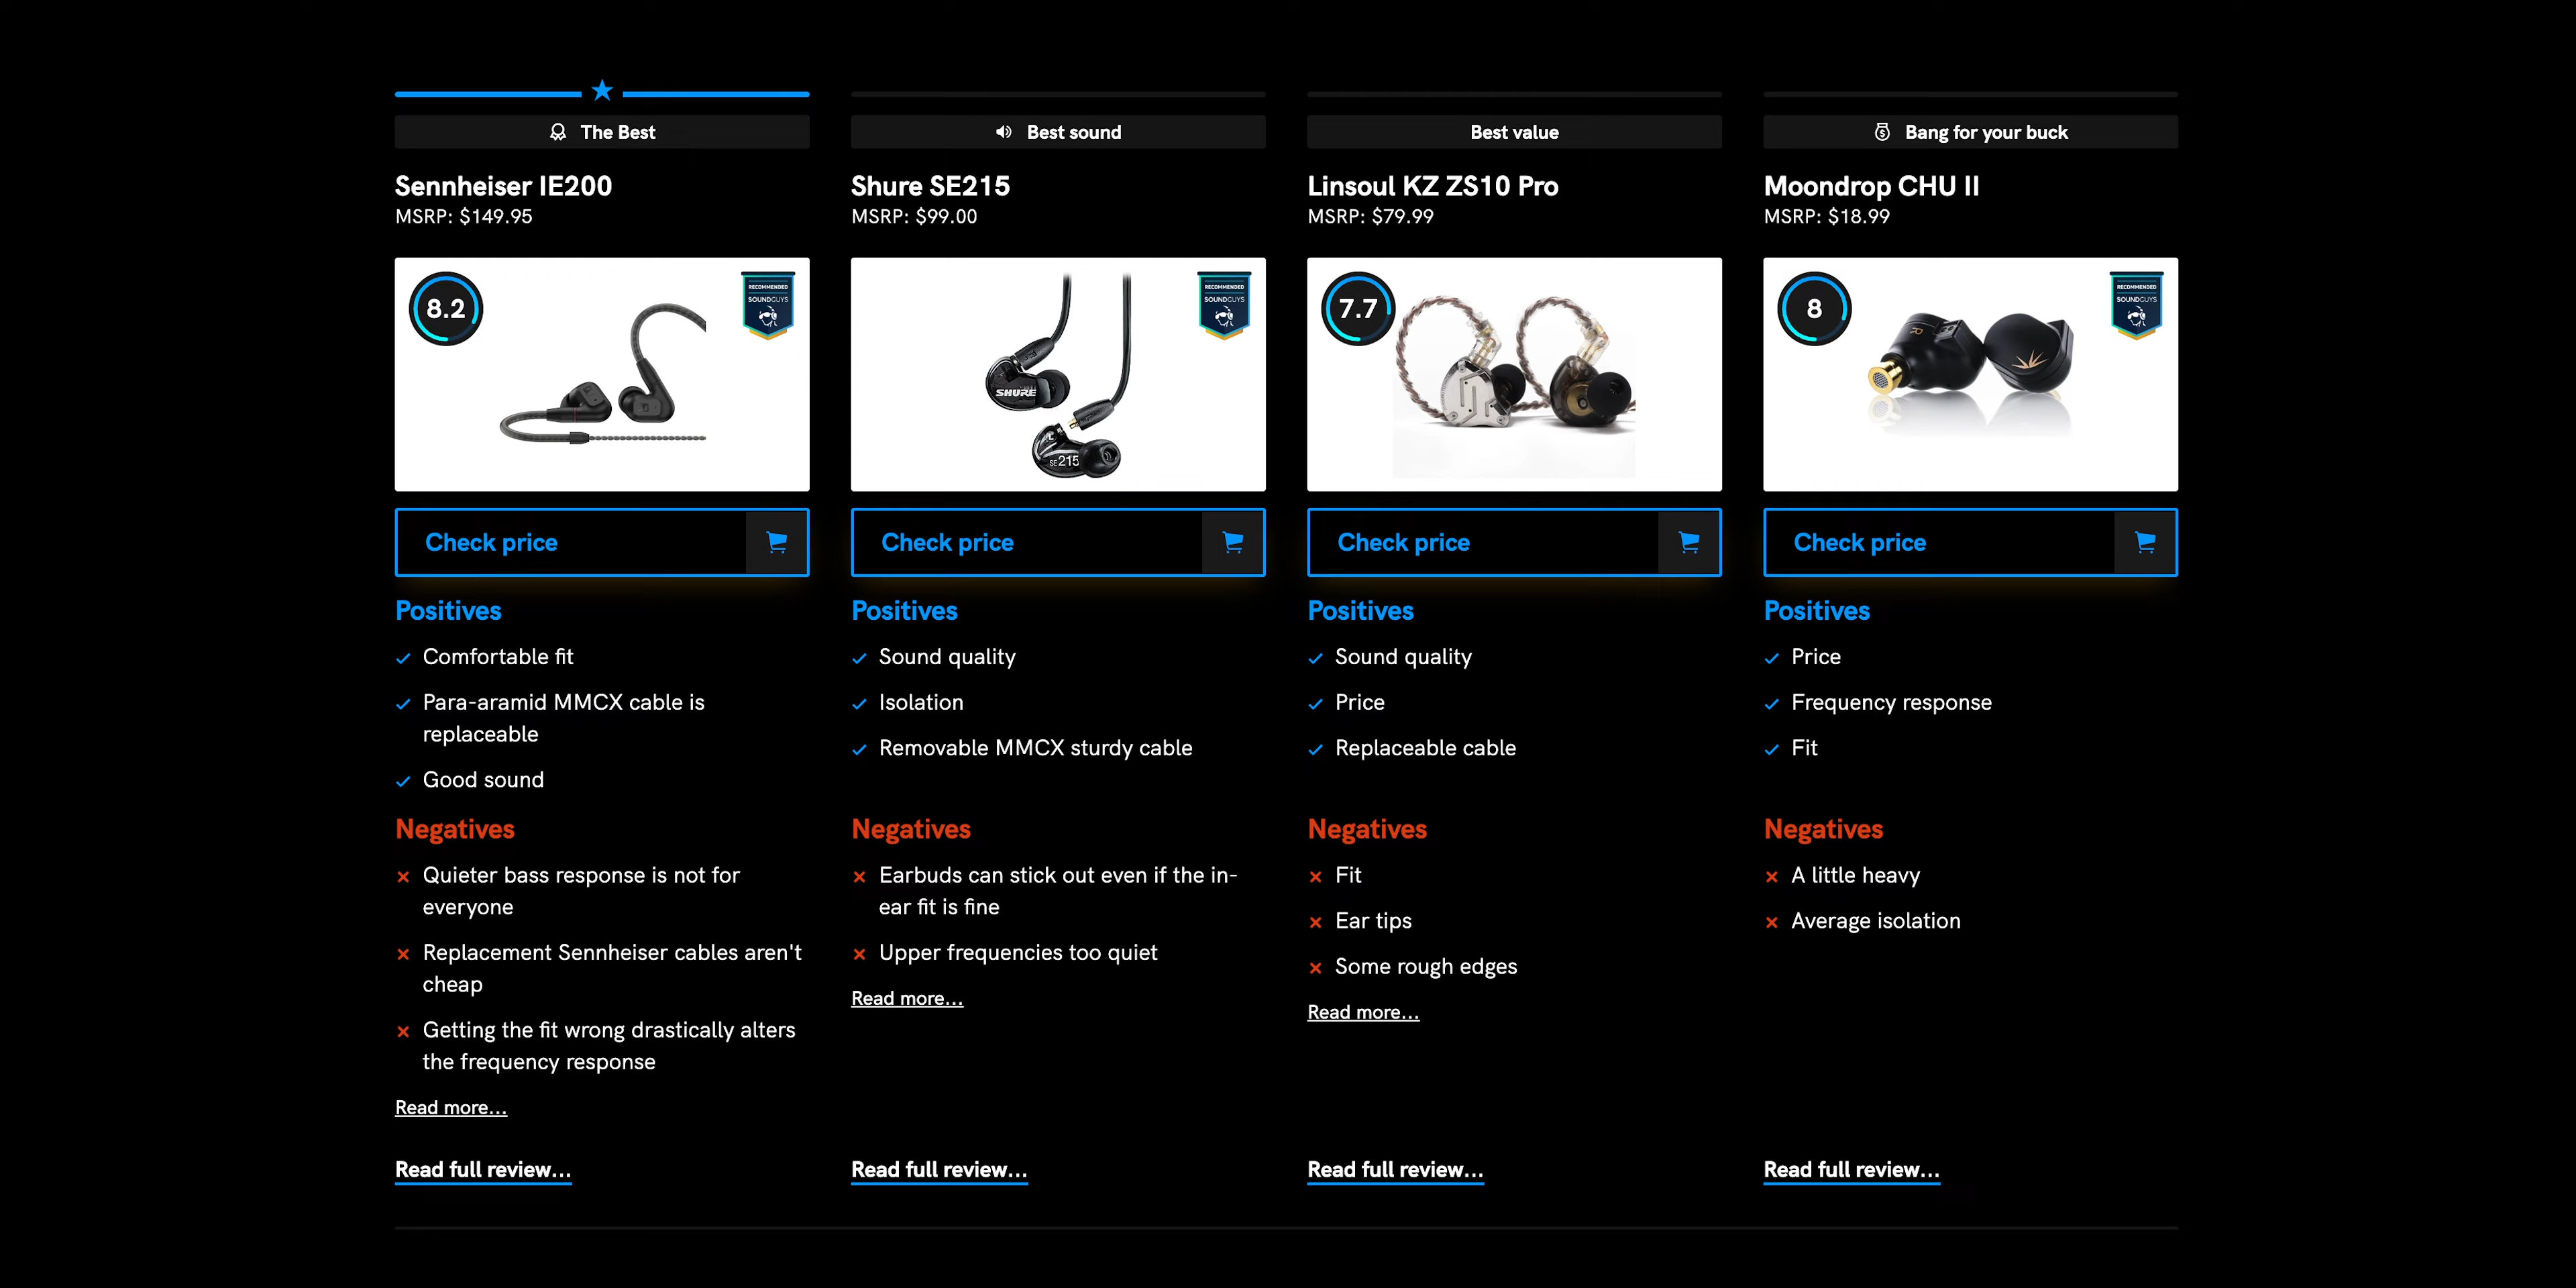 The Best
Sennheiser IE200
MSRP: $149.95
8.2
RECOMMENDED
SOUNDGUYS
Check price
Positives
Comfortable fit
Para-aramid MMCX cable is
replaceable
Good sound
Negatives
Quieter bass response is not for
everyone
Replacement Sennheiser cables aren't
cheap
Getting the fit wrong drastically alters
the frequency response
Read more...
Read full review...
Best sound
Shure SE215
MSRP: $99.00
RECOMMENDED
SOUNDGUYS
SHURE
SE215
Check price
Positives
Sound quality
Isolation
Removable MMCX sturdy cable
Negatives
Earbuds can stick out even if the in-
ear fit is fine
Upper frequencies too quiet
Read more...
Read full review...
Best value
Linsoul KZ ZS10 Pro
MSRP: $79.99
7.7
Check price
Positives
Sound quality
Price
Replaceable cable
Negatives
Fit
Ear tips
Some rough edges
Read more...
Read full review...
Bang for your buck
Moondrop CHU II
MSRP: $18.99
8
RECOMMENDED
SOUNDGUYS
R
Check price
Positives
Price
Frequency response
Fit
Negatives
A little heavy
Average isolation
Read full review...